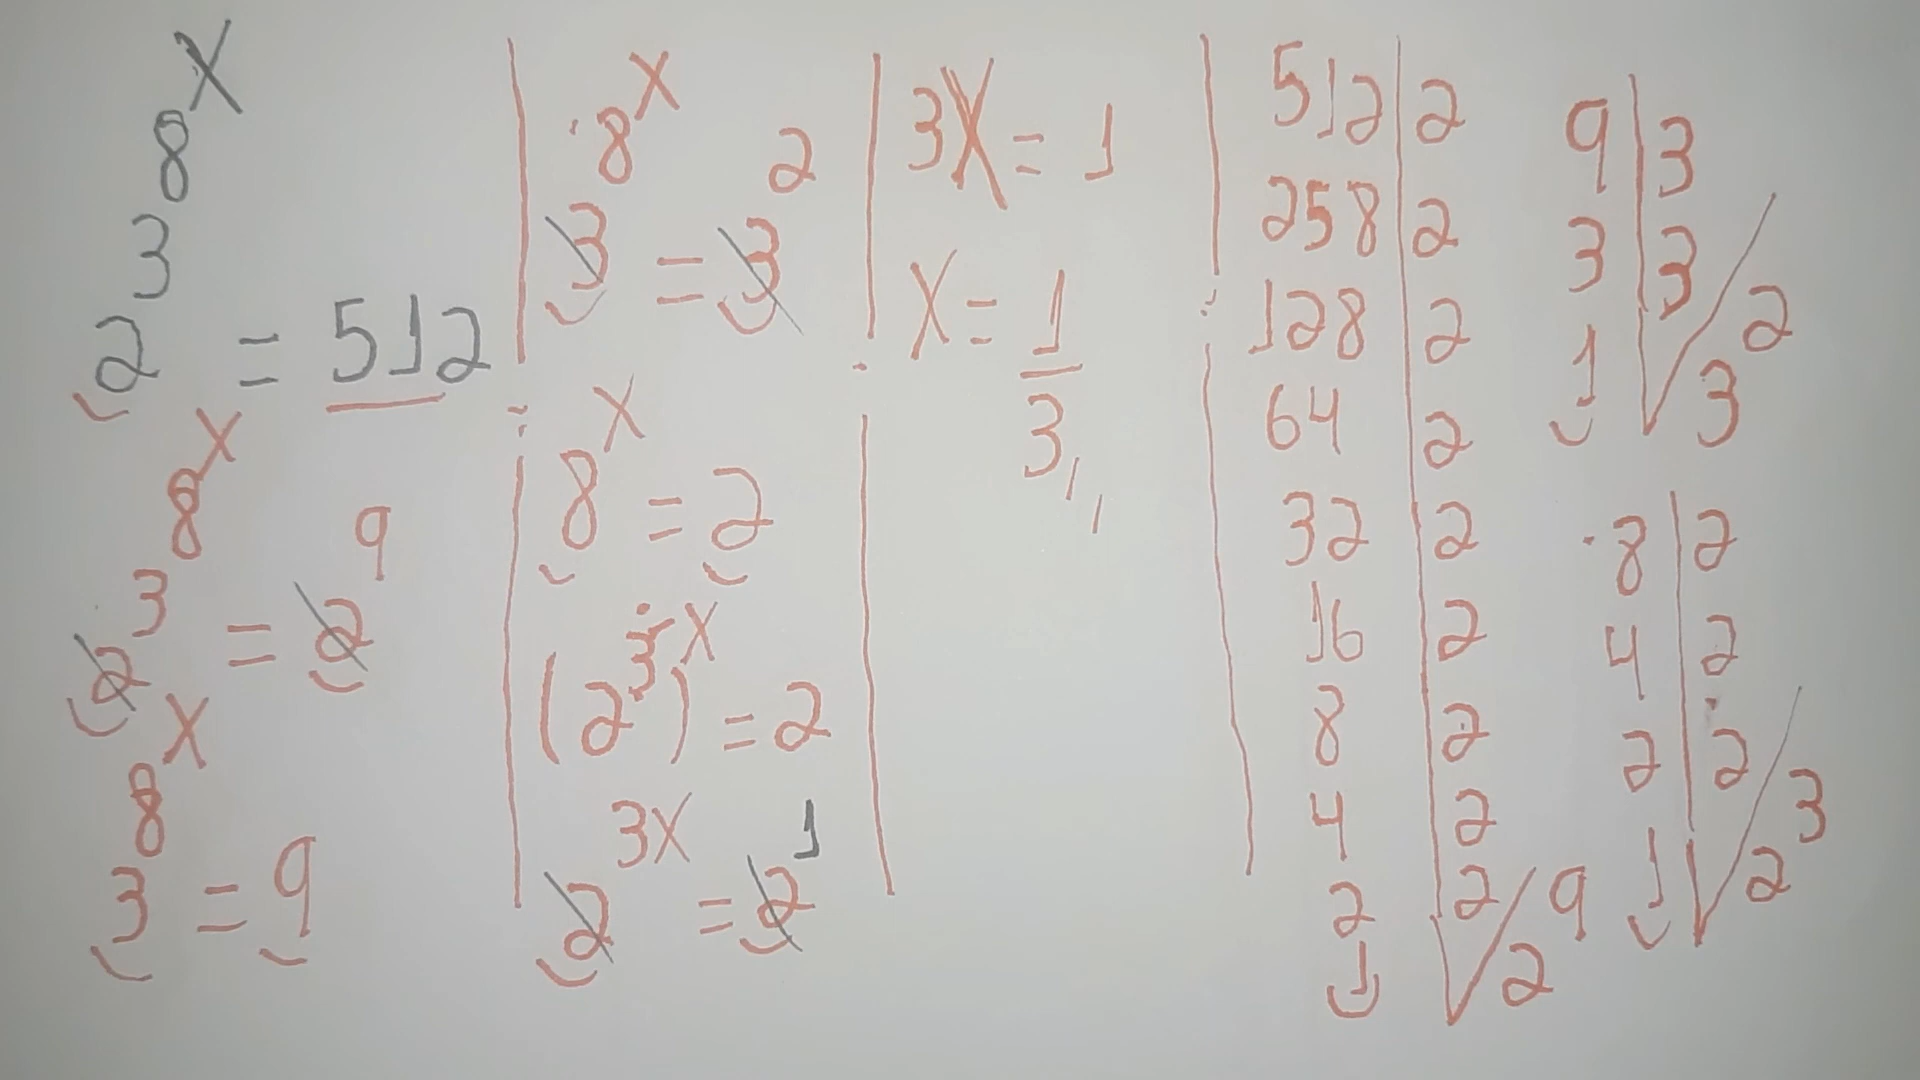 2^3^8^x = 512
2^3^8^x = 2^9
3^8^x = 9
3^8^x = 3^2
8^x = 2
(2^3)^x = 2
2^3x = 2^1
3x = 1
x = 1/3,,
512 | 2
258 | 2
128 | 2
64 | 2
32 | 2
16 | 2
8 | 2
4 | 2
2 | 2
1 | 2^9
9 | 3
3 | 3
1 | 3^2
8 | 2
4 | 2
2 | 2
1 | 2^3